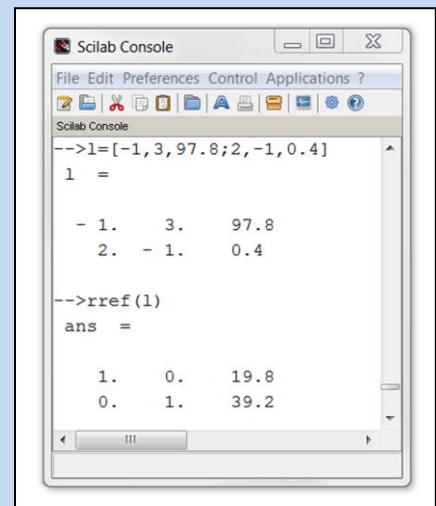 Scilab Console
File Edit Preferences Control Applications ?
Scilab Console
-->l=[-1,3,97.8;2,-1,0.4]
l =
- 1. 3. 97.8
2. - 1. 0.4
-->rref(l)
ans =
1. 0. 19.8
0. 1. 39.2